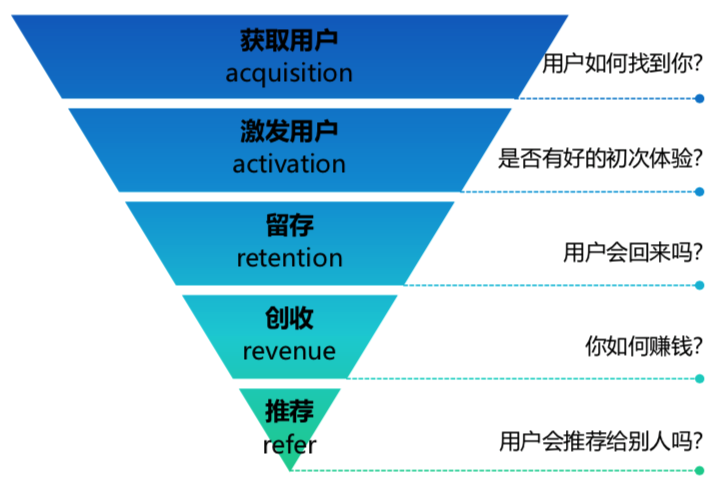 获取用户
acquisition
用户如何找到你?
激发用户
activation
是否有好的初次体验?
留存
retention
用户会回来吗?
创收
revenue
你如何赚钱?
推荐
refer
用户会推荐给别人吗?